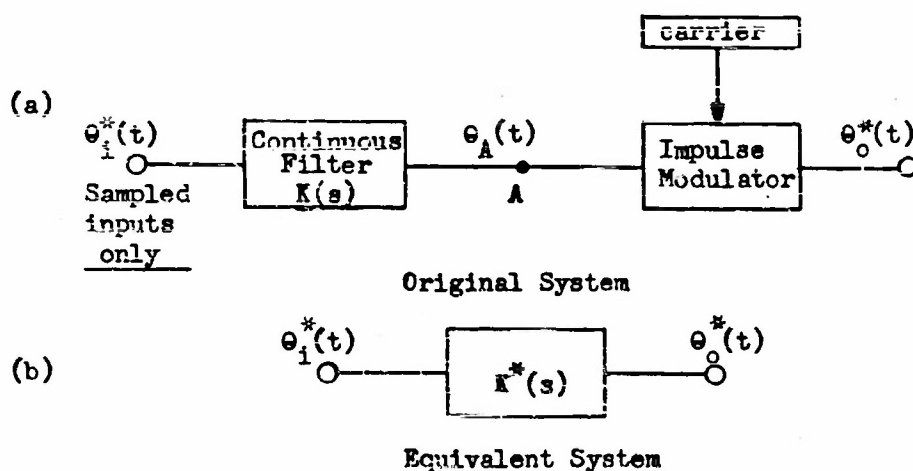 carrier
(a)
θ*i(t)
Continuous
Filter
K(s)
θA(t)
A
Impulse
Modulator
θ*o(t)
Sampled
inputs
only
Original System
(b)
θ*i(t)
K*(s)
θ*o(t)
Equivalent System